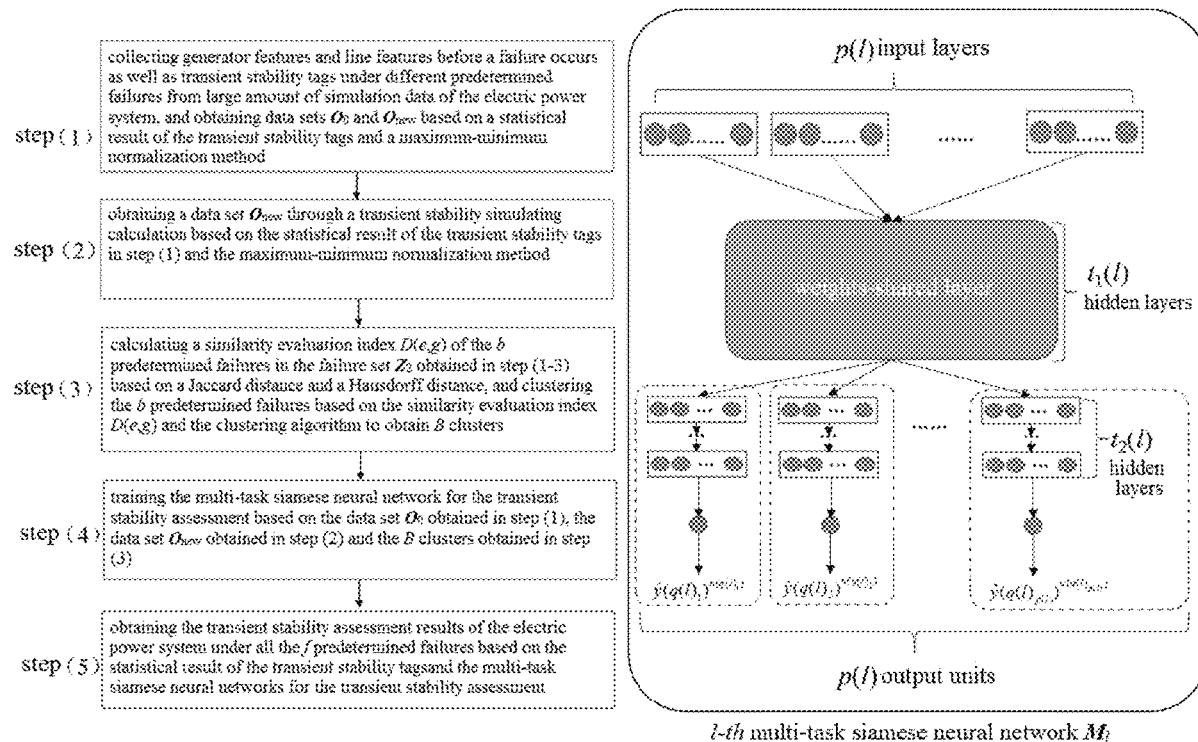 step (1)
collecting generator features and line features before a failure occurs
as well as transient stability tags under different predetermined
failures from large amount of simulation data of the electric power
system, and obtaining data sets O₀ and Oₙₑw based on a statistical
result of the transient stability tags and a maximum-minimum
normalization method
step (2)
obtaining a data set Oₙₑw through a transient stability simulating
calculation based on the statistical result of the transient stability tags
in step (1) and the maximum-minimum normalization method
step (3)
calculating a similarity evaluation index D(e,g) of the b
predetermined failures in the failure set Z₂ obtained in step (1-3)
based on a Jaccard distance and a Hausdorff distance, and clustering
the b predetermined failures based on the similarity evaluation index
D(e,g) and the clustering algorithm to obtain B clusters
step (4)
training the multi-task siamese neural network for the transient
stability assessment based on the data set O₀ obtained in step (1), the
data set Oₙₑw obtained in step (2) and the B clusters obtained in step
(3)
step (5)
obtaining the transient stability assessment results of the electric
power system under all the f predetermined failures based on the
statistical result of the transient stability tagsand the multi-task
siamese neural networks for the transient stability assessment
p(l) input layers
......
......
......
......
t₁(l)
hidden layers
...
...
...
......
...
...
...
t₂(l)
hidden
layers
ŷ(q(l)₁)
ŷ(q(l)₂)
ŷ(q(l)
p(l) output units
l-th multi-task siamese neural network Mₗ